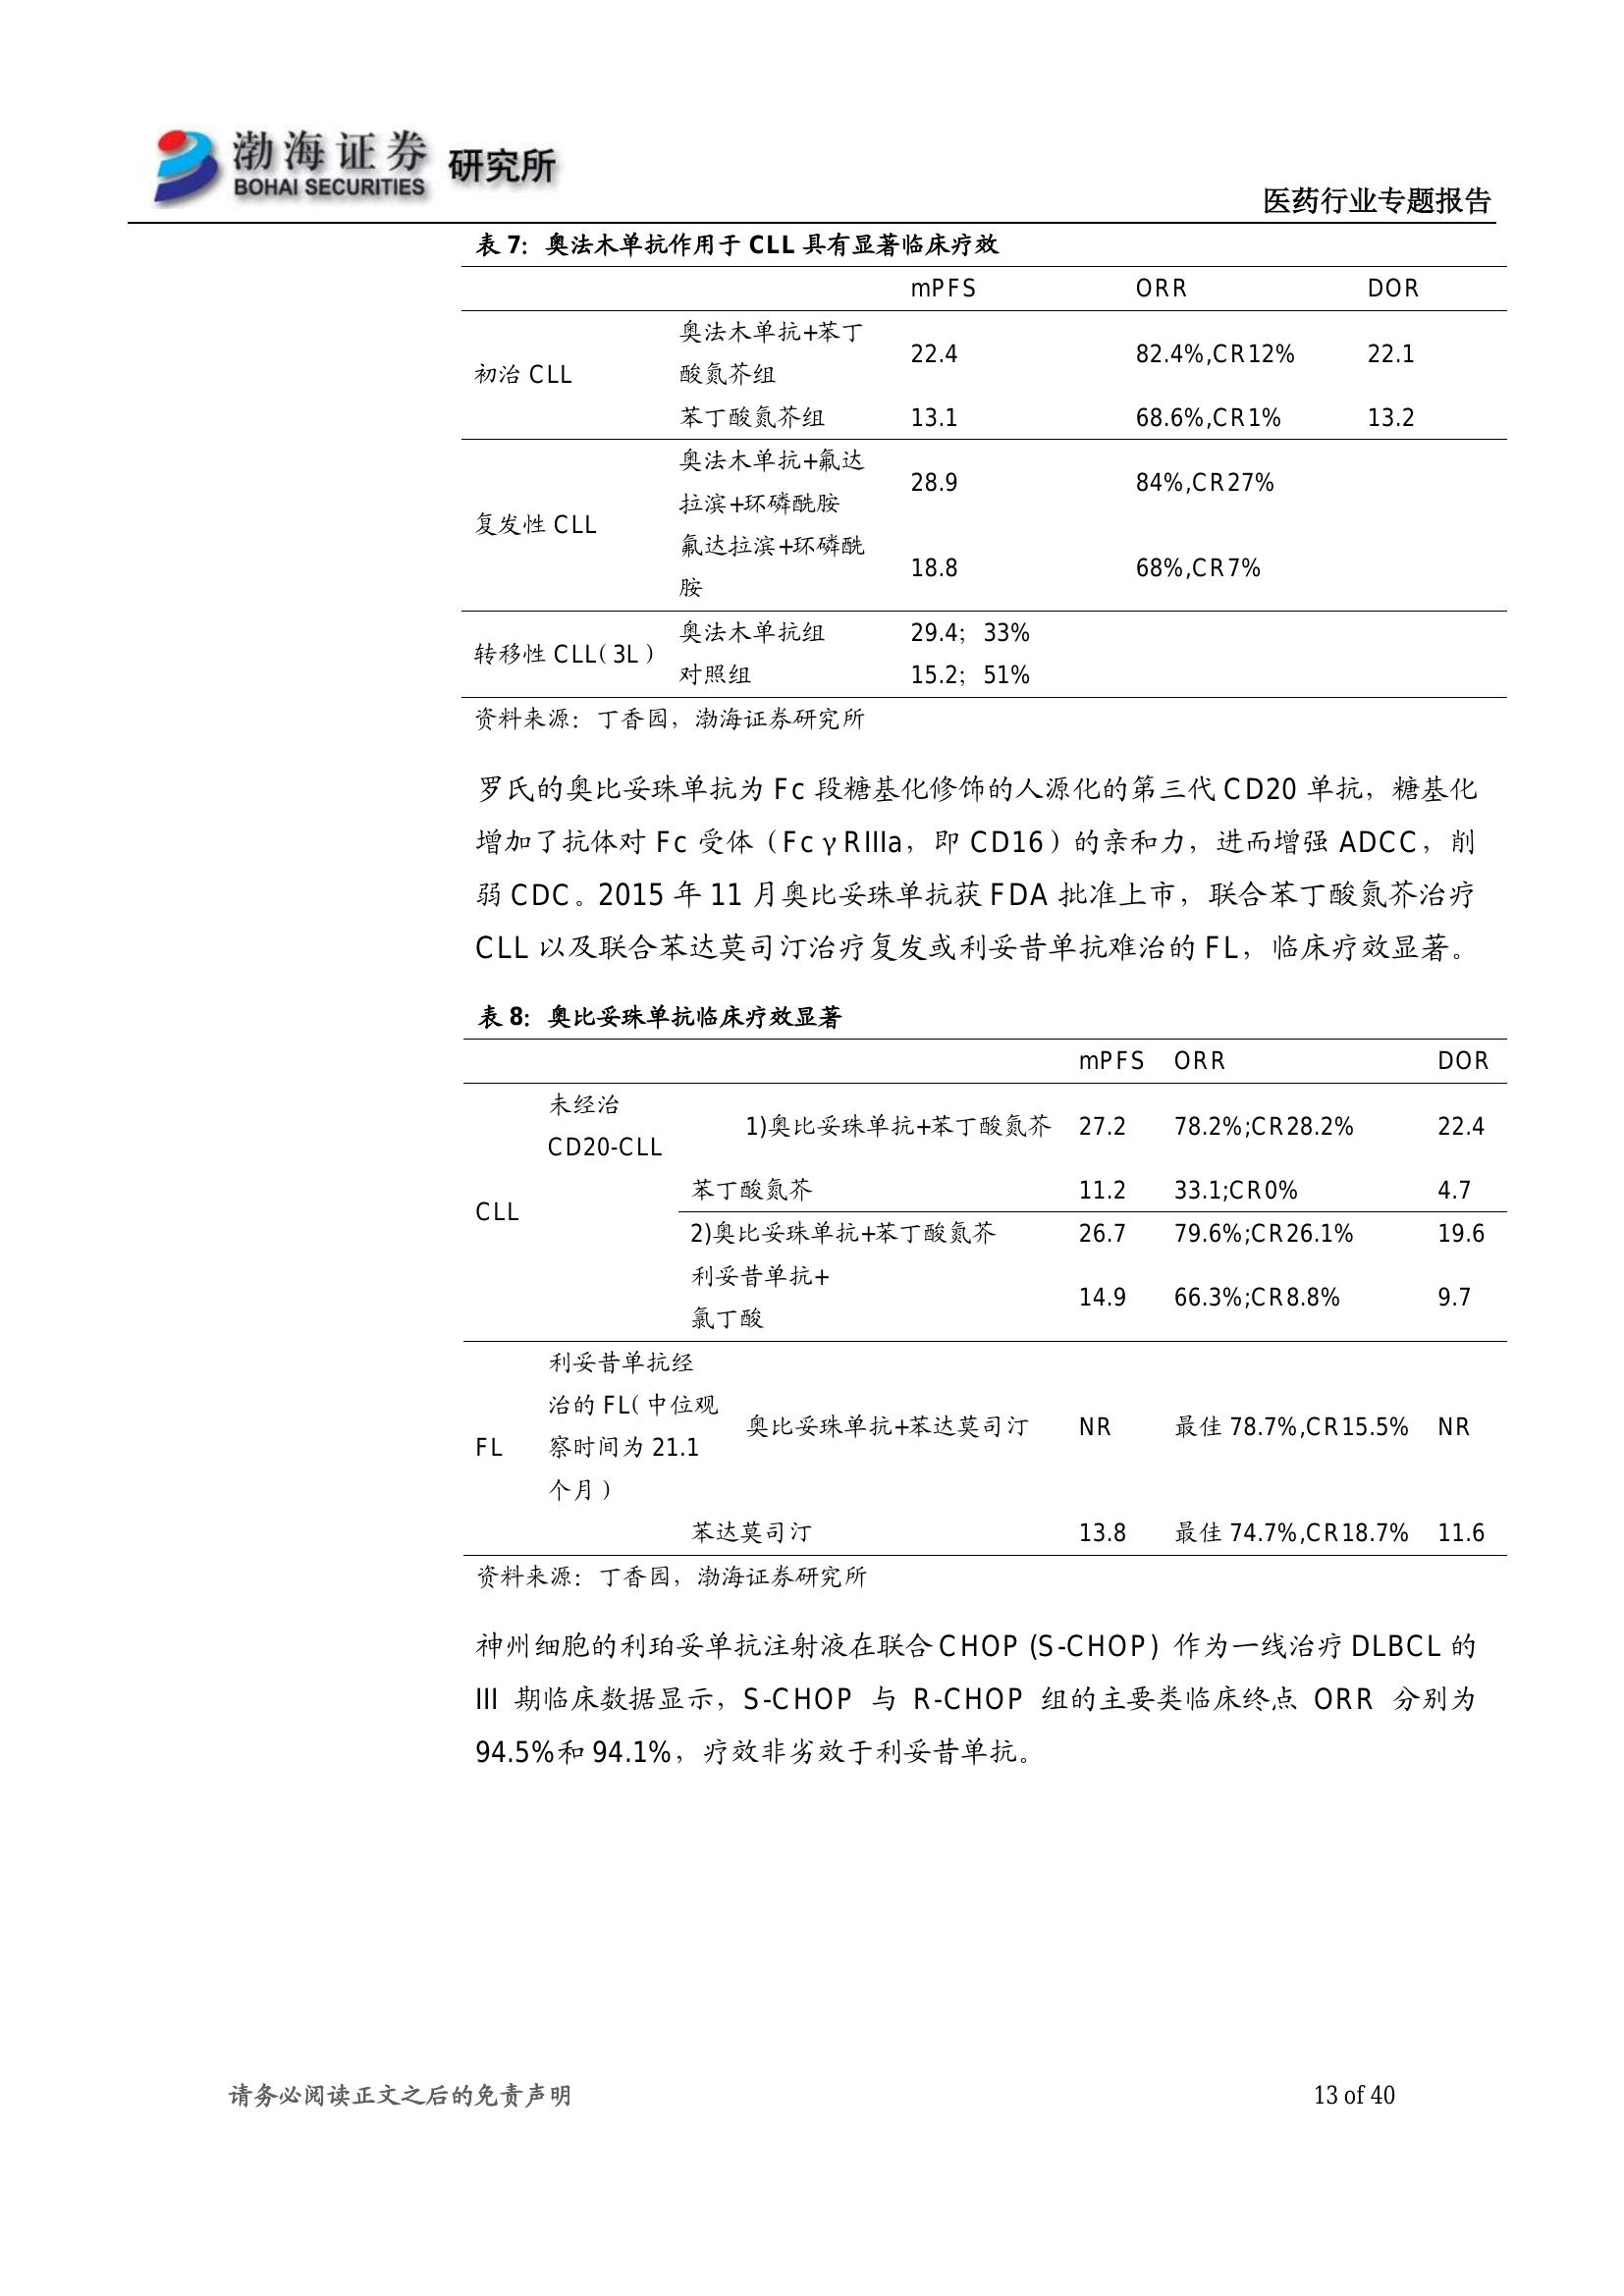 渤海证券 研究所
BOHAI SECURITIES
医药行业专题报告
表 7：奥法木单抗作用于 CLL 具有显著临床疗效
mPFS ORR DOR
初治 CLL
奥法木单抗+苯丁
酸氮芥组
22.4 82.4%,CR12% 22.1
苯丁酸氮芥组 13.1 68.6%,CR1% 13.2
复发性 CLL
奥法木单抗+氟达
拉滨+环磷酰胺
28.9 84%,CR27%
氟达拉滨+环磷酰
胺
18.8 68%,CR7%
转移性 CLL（3L）
奥法木单抗组 29.4；33%
对照组 15.2；51%
资料来源：丁香园，渤海证券研究所
罗氏的奥比妥珠单抗为 Fc 段糖基化修饰的人源化的第三代 CD20 单抗，糖基化
增加了抗体对 Fc 受体（FcγRIIIa，即 CD16）的亲和力，进而增强 ADCC，削
弱 CDC。2015 年 11 月奥比妥珠单抗获 FDA 批准上市，联合苯丁酸氮芥治疗
CLL 以及联合苯达莫司汀治疗复发或利妥昔单抗难治的 FL，临床疗效显著。
表 8：奥比妥珠单抗临床疗效显著
mPFS ORR DOR
CLL
未经治
CD20-CLL
1)奥比妥珠单抗+苯丁酸氮芥 27.2 78.2%;CR28.2% 22.4
苯丁酸氮芥 11.2 33.1;CR0% 4.7
2)奥比妥珠单抗+苯丁酸氮芥 26.7 79.6%;CR26.1% 19.6
利妥昔单抗+
氯丁酸
14.9 66.3%;CR8.8% 9.7
FL
利妥昔单抗经
治的 FL（中位观
察时间为 21.1
个月）
奥比妥珠单抗+苯达莫司汀 NR 最佳 78.7%,CR15.5% NR
苯达莫司汀 13.8 最佳 74.7%,CR18.7% 11.6
资料来源：丁香园，渤海证券研究所
神州细胞的利珀妥单抗注射液在联合 CHOP (S-CHOP) 作为一线治疗 DLBCL 的
III 期临床数据显示，S-CHOP 与 R-CHOP 组的主要类临床终点 ORR 分别为
94.5%和 94.1%，疗效非劣效于利妥昔单抗。
请务必阅读正文之后的免责声明
13 of 40